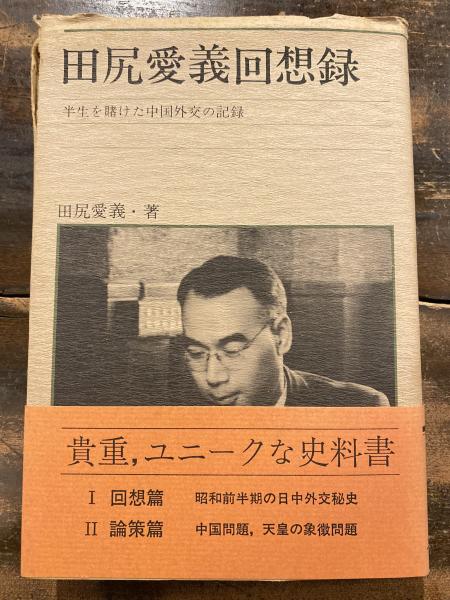 田尻愛義回想録
半生を賭けた中国外交の記録
田尻愛義・著
貴重,ユニークな史料書
I 回想篇 昭和前半期の日中外交秘史
II 論策篇 中国問題,天皇の象徴問題